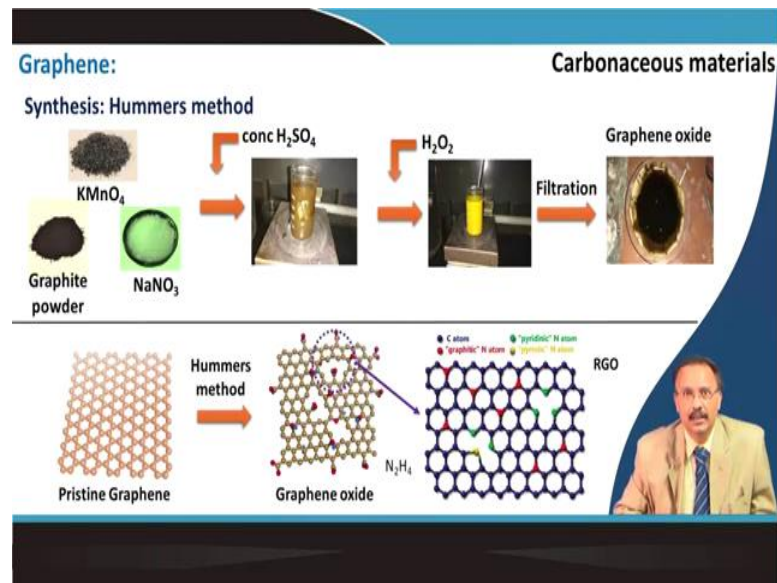 Graphene:
Carbonaceous materials
Synthesis: Hummers method
conc H₂SO₄
H₂O₂
Graphene oxide
KMnO₄
Filtration
Graphite
powder
NaNO₃
C atom
"pyridinic" N atom
"graphitic" N atom
"pyrrolic" N atom
RGO
Hummers
method
N₂H₄
Pristine Graphene
Graphene oxide